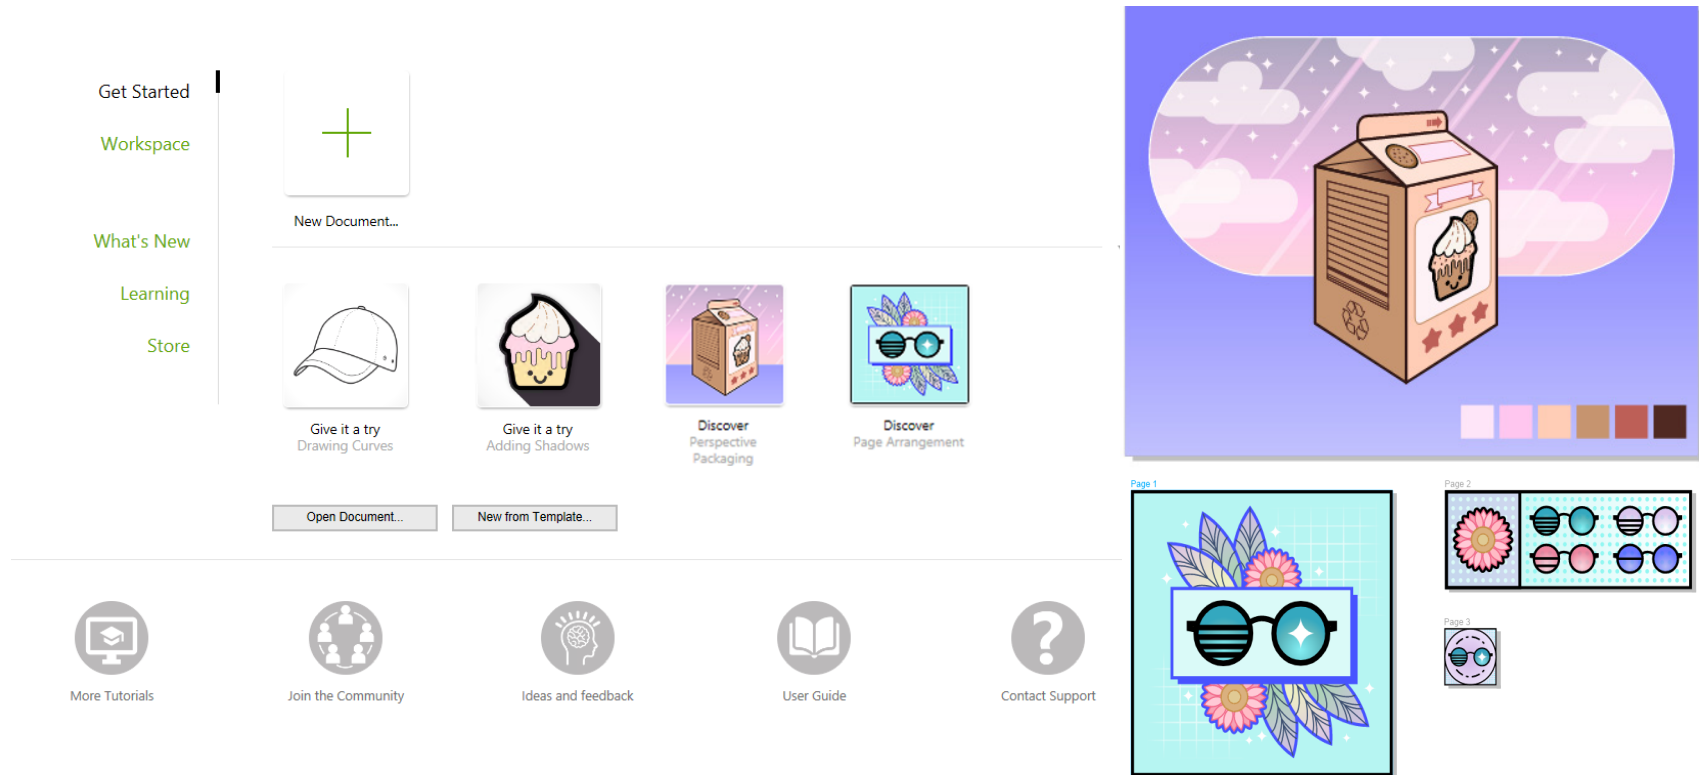 Get Started
Workspace
What's New
Learning
Store
New Document...
Give it a try
Drawing Curves
Give it a try
Adding Shadows
Discover
Perspective
Packaging
Discover
Page Arrangement
Open Document...
New from Template...
More Tutorials
Join the Community
Ideas and feedback
User Guide
Contact Support
Page 1
Page 2
Page 3